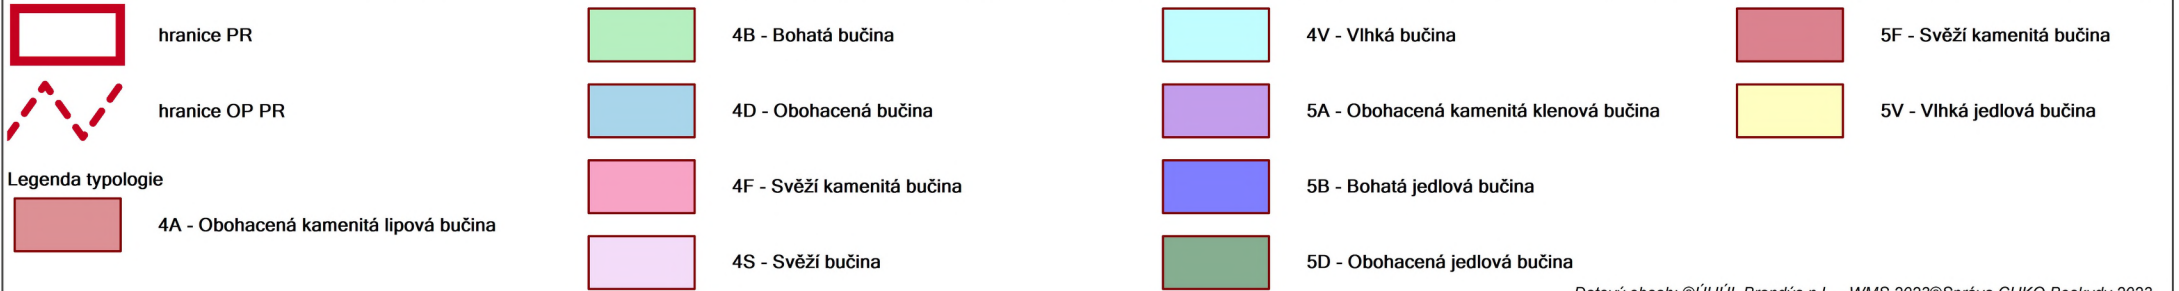 hranice PR
hranice OP PR
Legenda typologie
4A - Obohacená kamenitá lipová bučina
4B - Bohatá bučina
4D - Obohacená bučina
4F - Svěží kamenitá bučina
4S - Svěží bučina
4V - Vlhká bučina
5A - Obohacená kamenitá klenová bučina
5B - Bohatá jedlová bučina
5D - Obohacená jedlová bučina
5F - Svěží kamenitá bučina
5V - Vlhká jedlová bučina